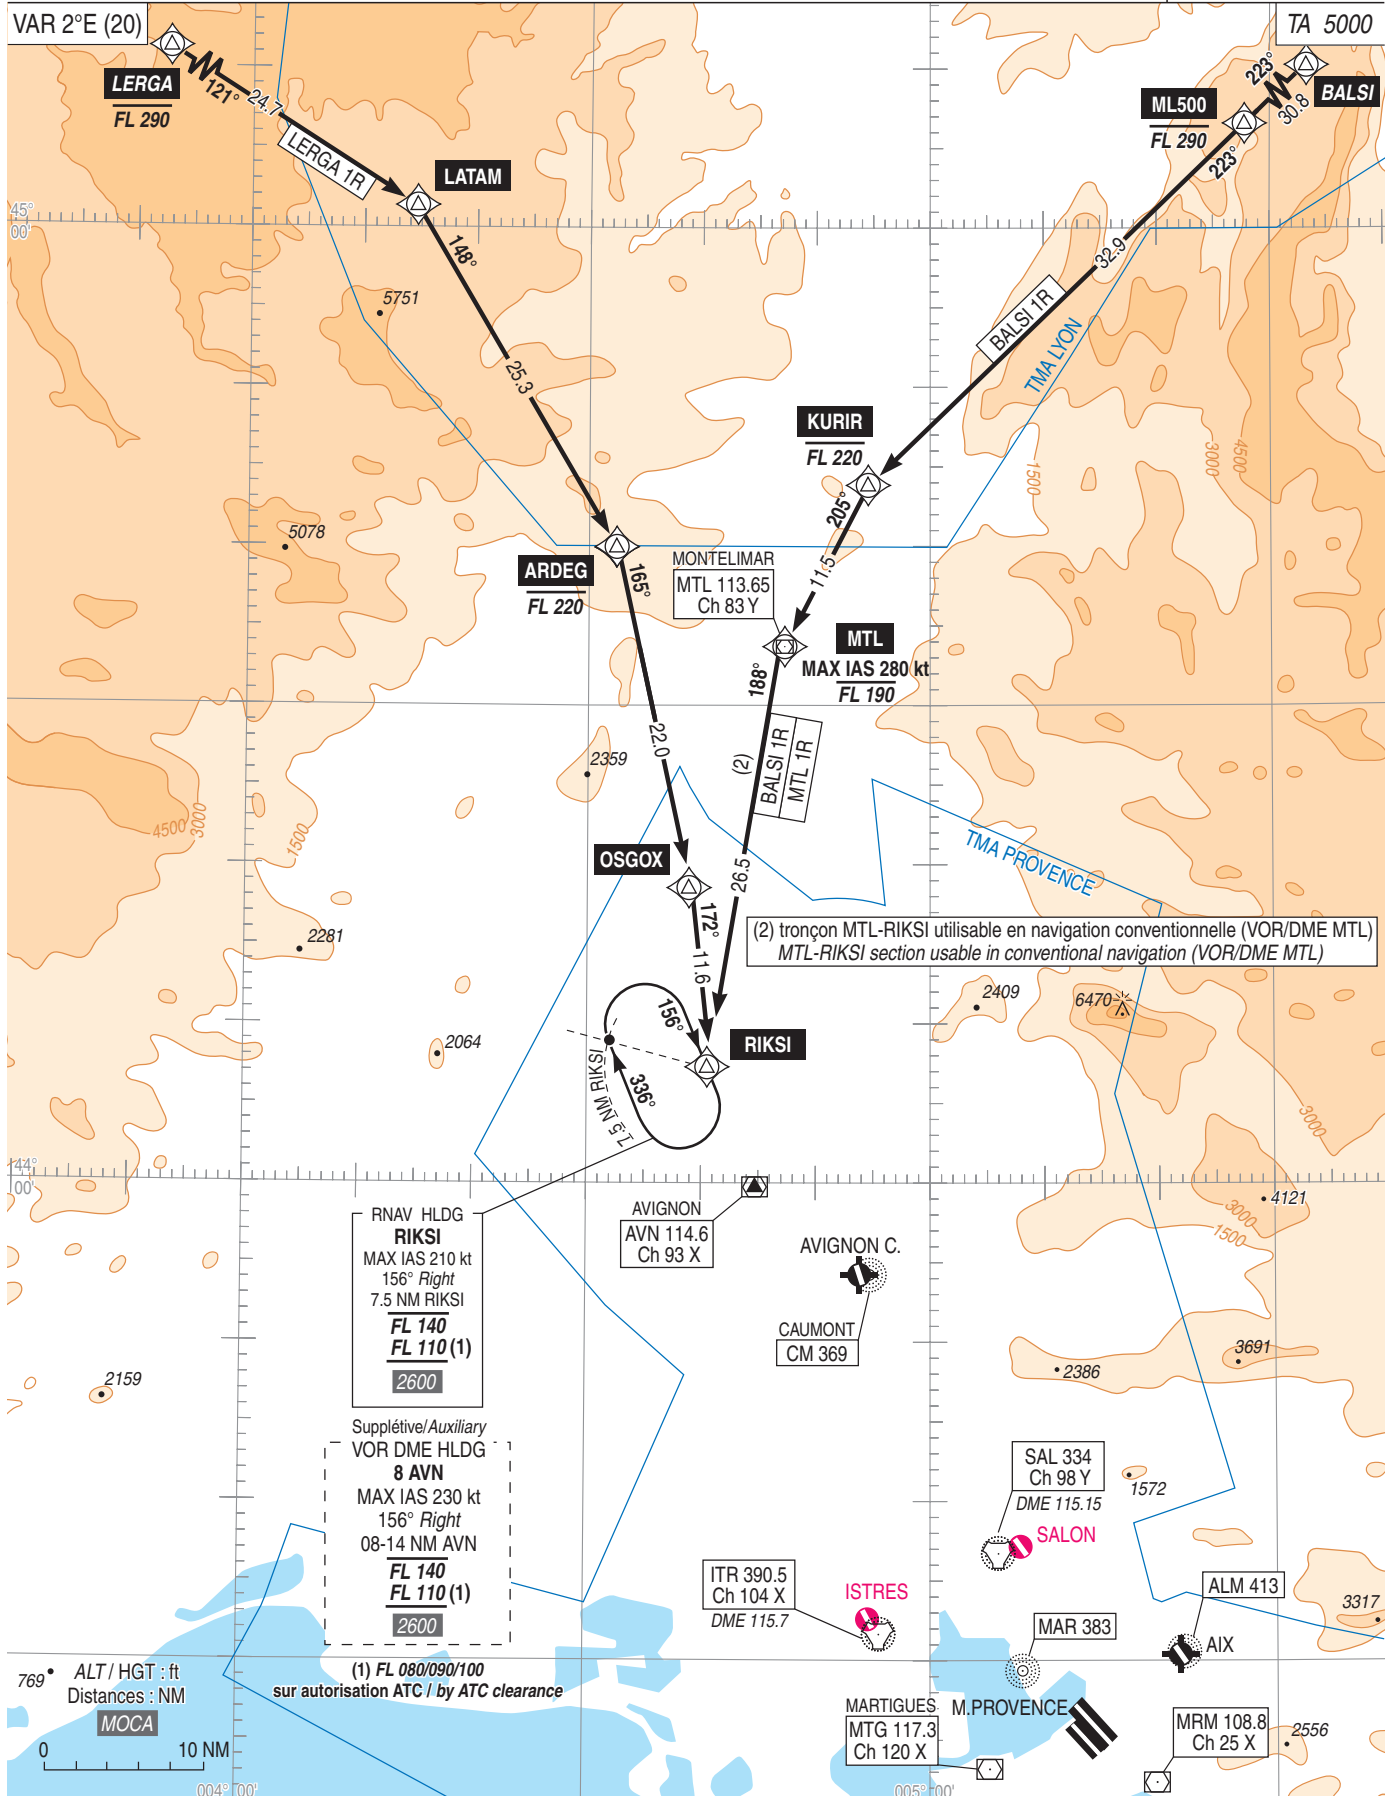 VAR 2°E (20)
TA 5000
LERGA
FL 290
121°
24.7
LERGA 1R
LATAM
223°
BALSI
30.8
ML500
FL 290
223°
45°
00'
148°
32.9
5751
BALSI 1R
TMA LYON
25.3
KURIR
FL 220
3000
4500
1500
205°
5078
ARDEG
FL 220
165°
MONTELIMAR
MTL 113.65
Ch 83 Y
11.5
MTL
MAX IAS 280 kt
FL 190
188°
22.0
2359
(2)
BALSI 1R
MTL 1R
4500
3000
1500
TMA PROVENCE
OSGOX
26.5
172°
(2) tronçon MTL-RIKSI utilisable en navigation conventionnelle (VOR/DME MTL)
MTL-RIKSI section usable in conventional navigation (VOR/DME MTL)
2281
11.6
2409
6470
156°
2064
RIKSI
7.5 NM RIKSI
336°
3000
44°
00'
4121
3000
1500
AVIGNON
AVN 114.6
Ch 93 X
AVIGNON C.
CAUMONT
CM 369
RNAV HLDG
RIKSI
MAX IAS 210 kt
156° Right
7.5 NM RIKSI
FL 140
FL 110 (1)
2600
2159
3691
2386
Supplétive/Auxiliary
VOR DME HLDG
8 AVN
MAX IAS 230 kt
156° Right
08-14 NM AVN
FL 140
FL 110 (1)
2600
SAL 334
Ch 98 Y
DME 115.15
1572
SALON
ITR 390.5
Ch 104 X
DME 115.7
ISTRES
ALM 413
3317
MAR 383
AIX
769
ALT / HGT : ft
Distances : NM
MOCA
0
10 NM
(1) FL 080/090/100
sur autorisation ATC / by ATC clearance
MARTIGUES
MTG 117.3
Ch 120 X
M.PROVENCE
MRM 108.8
Ch 25 X
2556
004° 00'
005° 00'